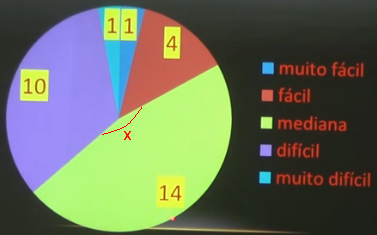 1 1
4
10
x
14
muito fácil
fácil
mediana
difícil
muito difícil